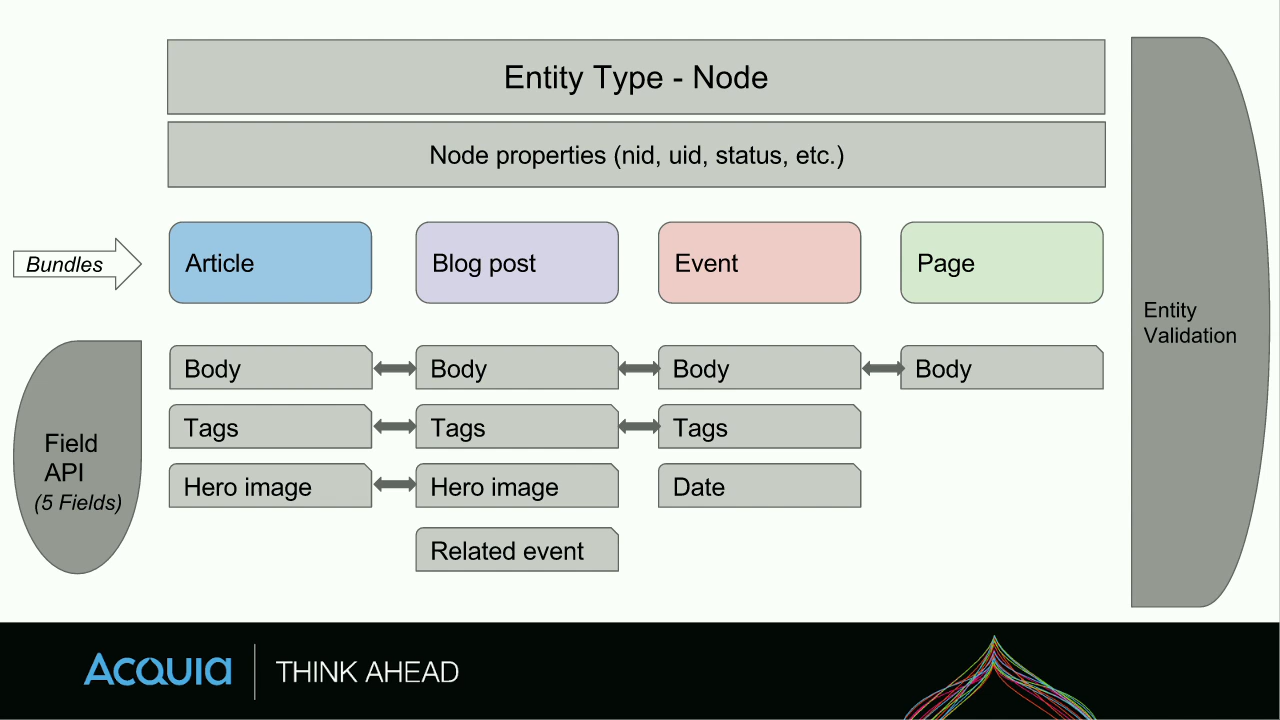 Entity Type - Node
Node properties (nid, uid, status, etc.)
Bundles
Article
Blog post
Event
Page
Entity
Validation
Field
API
(5 Fields)
Body
Body
Body
Body
Tags
Tags
Tags
Hero image
Hero image
Date
Related event
Acquia
THINK AHEAD